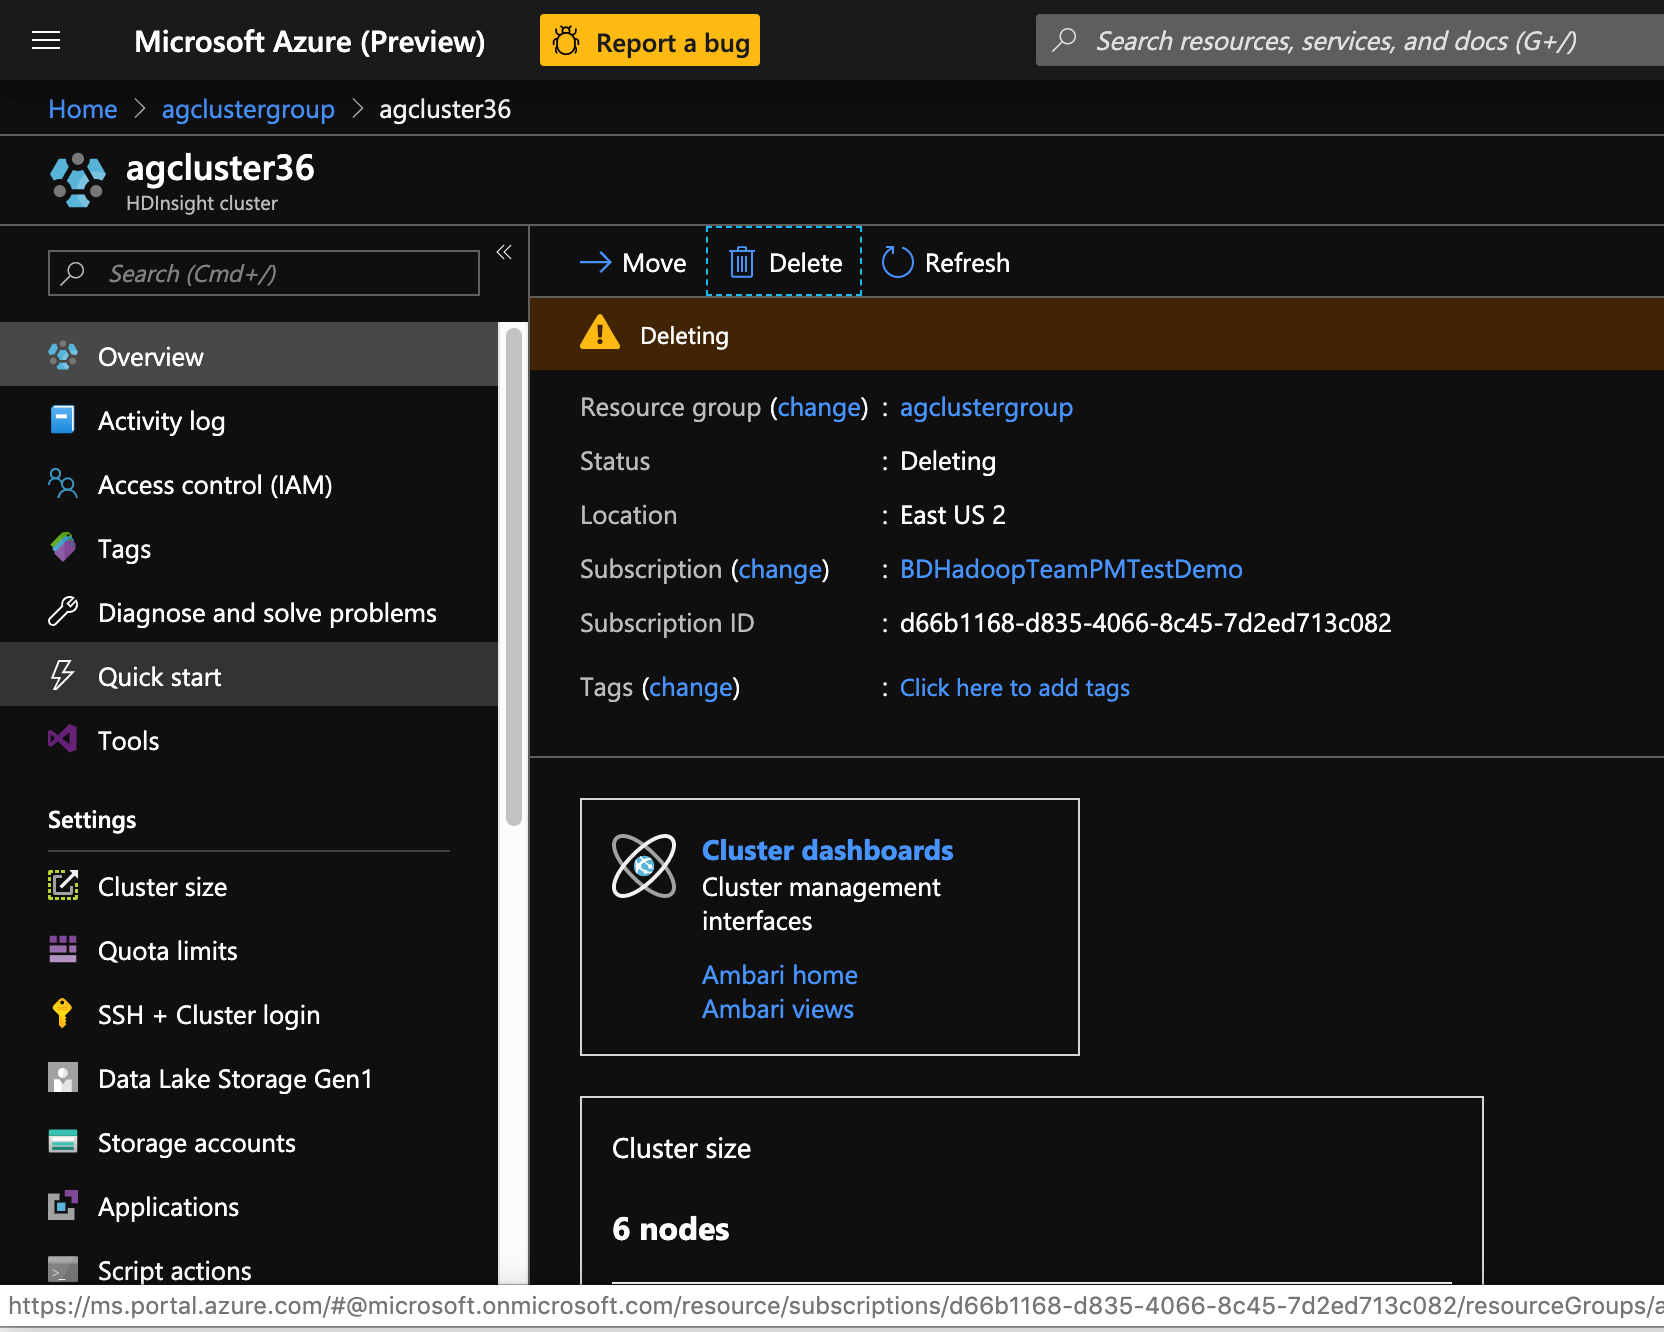 Microsoft Azure (Preview)
Report a bug
Search resources, services, and docs (G+/)
Home > agclustergroup > agcluster36
agcluster36
HDInsight cluster
Search (Cmd+/)
«
Overview
Activity log
Access control (IAM)
Tags
Diagnose and solve problems
Quick start
Tools
Settings
Cluster size
Quota limits
SSH + Cluster login
Data Lake Storage Gen1
Storage accounts
Applications
Script actions
Move Delete Refresh
Deleting
Resource group (change) : agclustergroup
Status : Deleting
Location : East US 2
Subscription (change) : BDHadoopTeamPMTestDemo
Subscription ID : d66b1168-d835-4066-8c45-7d2ed713c082
Tags (change) : Click here to add tags
Cluster dashboards
Cluster management
interfaces
Ambari home
Ambari views
Cluster size
6 nodes
https://ms.portal.azure.com/#@microsoft.onmicrosoft.com/resource/subscriptions/d66b1168-d835-4066-8c45-7d2ed713c082/resourceGroups/a